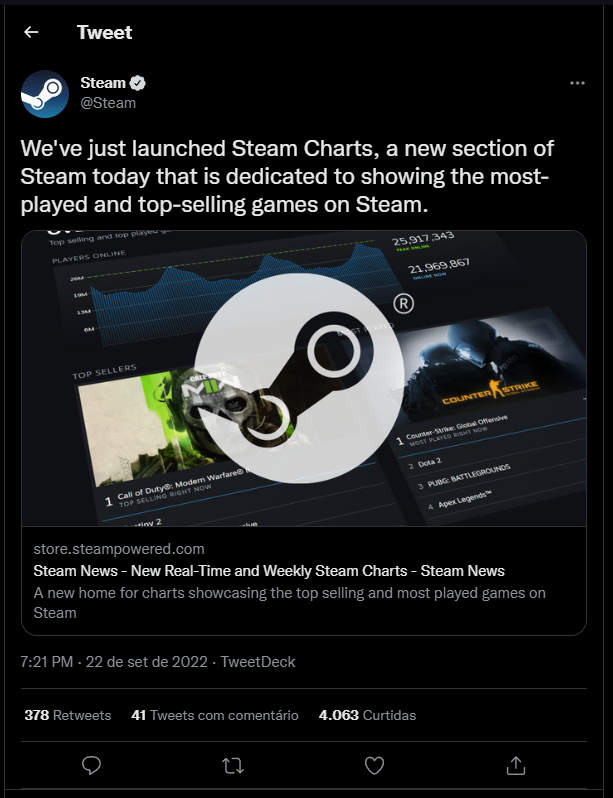 Tweet
Steam
@Steam
We've just launched Steam Charts, a new section of
Steam today that is dedicated to showing the most-
played and top-selling games on Steam.
Top selling and top played
PLAYERS ONLINE
25,917,343
PEAK ONLINE
21,969,867
ONLINE NOW
26M
19M
13M
6M
®
MOST PLAYED
TOP SELLERS
CALL OF DUTY
MWII
COUNTER STRIKE
1 Call of Duty®: Modern Warfare®
TOP SELLING RIGHT NOW
1 Counter-Strike: Global Offensive
MOST PLAYED RIGHT NOW
2 Dota 2
3 PUBG: BATTLEGROUNDS
4 Apex Legends™
store.steampowered.com
Steam News - New Real-Time and Weekly Steam Charts - Steam News
A new home for charts showcasing the top selling and most played games on
Steam
7:21 PM · 22 de set de 2022 · TweetDeck
378 Retweets 41 Tweets com comentário 4.063 Curtidas